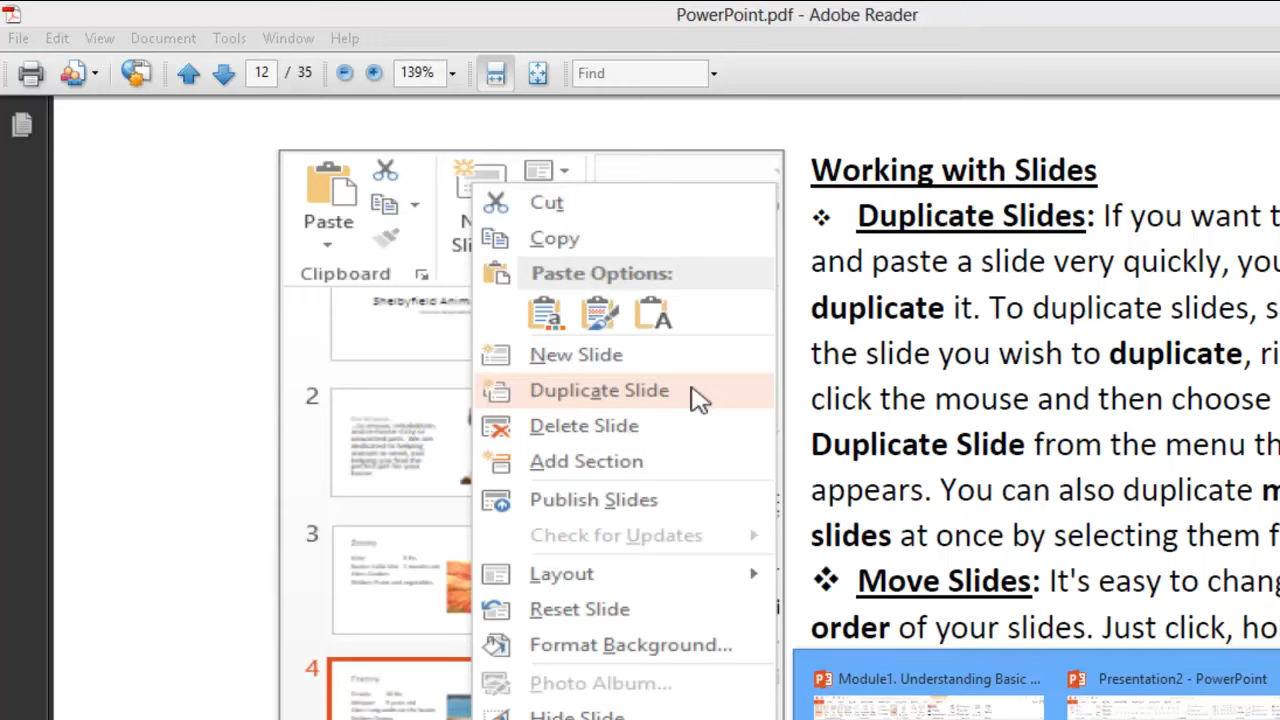 PowerPoint.pdf - Adobe Reader
File Edit View Document Tools Window Help
12 / 35 139% Find
Paste
Clipboard
Cut
Copy
Paste Options:
New Slide
Duplicate Slide
Delete Slide
Add Section
Publish Slides
Check for Updates
Layout
Reset Slide
Format Background...
Photo Album...
Hide Slide
Shelbyfield Anim
2
3
4
Working with Slides
❖ Duplicate Slides: If you want t
and paste a slide very quickly, you
duplicate it. To duplicate slides, s
the slide you wish to duplicate, ri
click the mouse and then choose
Duplicate Slide from the menu th
appears. You can also duplicate m
slides at once by selecting them f
❖ Move Slides: It's easy to chang
order of your slides. Just click, ho
Module1. Understanding Basic ...
Presentation2 - PowerPoint